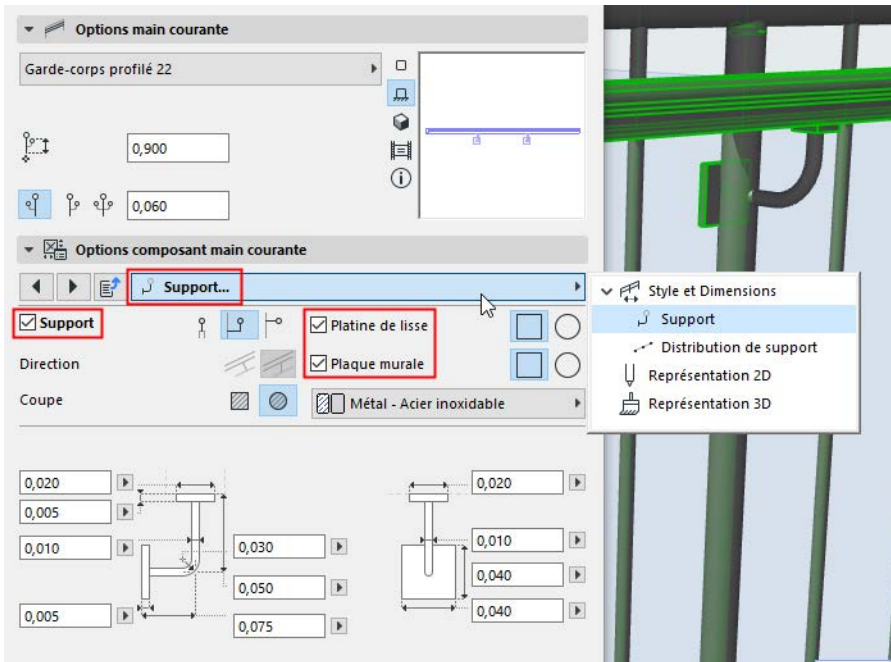 Options main courante
Garde-corps profilé 22
0,900
0,060
Options composant main courante
Support...
Style et Dimensions
Support
Distribution de support
Représentation 2D
Représentation 3D
Support
Platine de lisse
Direction
Plaque murale
Coupe
Métal - Acier inoxidable
0,020
0,005
0,010
0,005
0,030
0,050
0,075
0,020
0,010
0,040
0,040